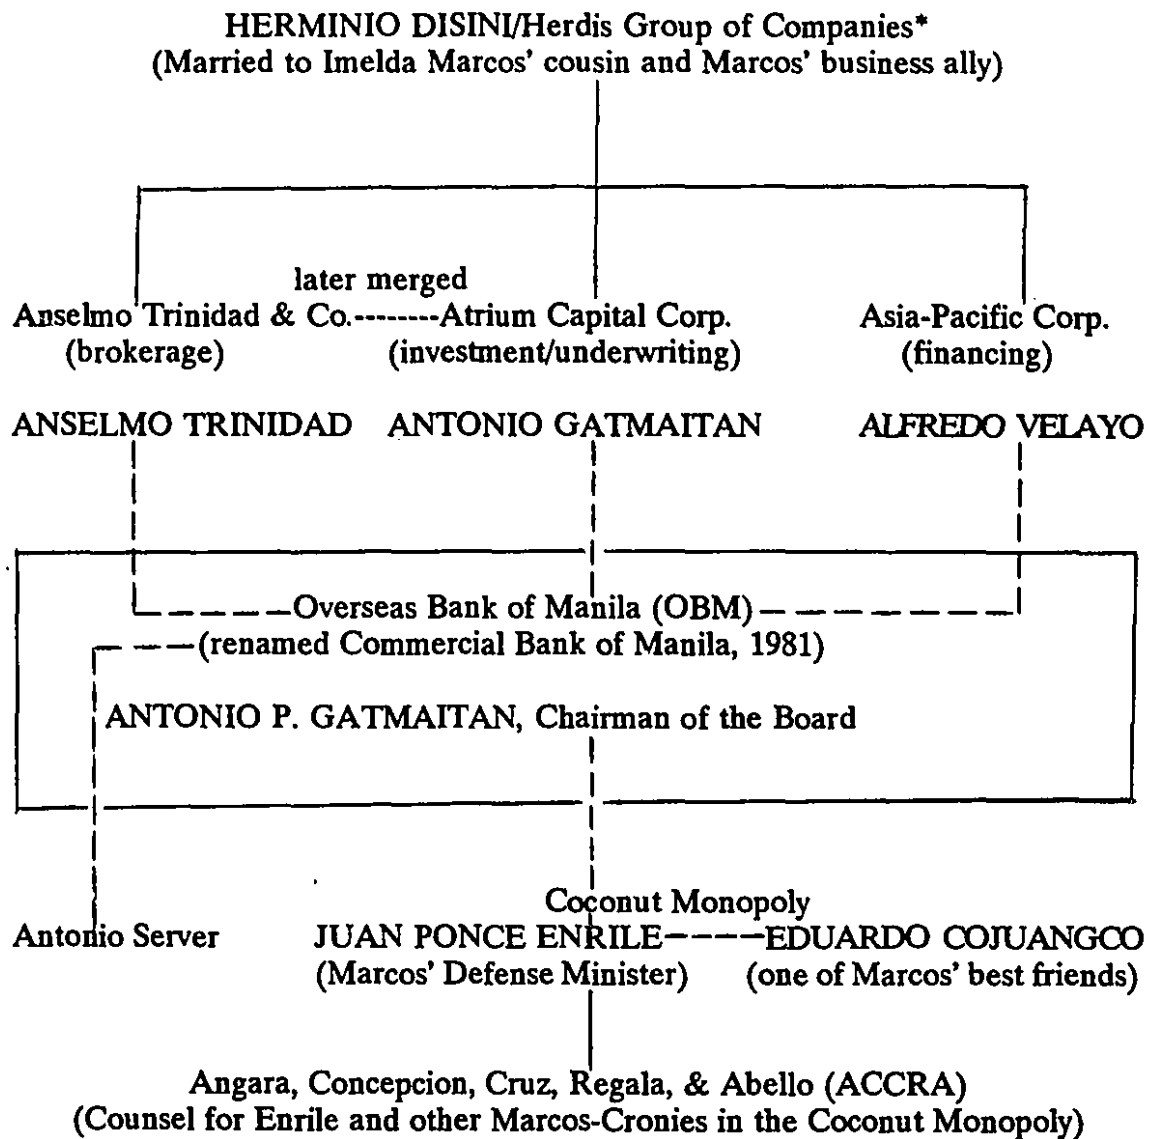 HERMINIO DISINI/Herdis Group of Companies*
(Married to Imelda Marcos' cousin and Marcos' business ally)
later merged
Anselmo Trinidad & Co.--------Atrium Capital Corp.
Asia-Pacific Corp.
(brokerage)
(investment/underwriting)
(financing)
ANSELMO TRINIDAD
ANTONIO GATMAITAN
ALFREDO VELAYO
Overseas Bank of Manila (OBM)
(renamed Commercial Bank of Manila, 1981)
ANTONIO P. GATMAITAN, Chairman of the Board
Coconut Monopoly
Antonio Server
JUAN PONCE ENRILE----EDUARDO COJUANGCO
(Marcos' Defense Minister)
(one of Marcos' best friends)
Angara, Concepcion, Cruz, Regala, & Abello (ACCRA)
(Counsel for Enrile and other Marcos-Cronies in the Coconut Monopoly)